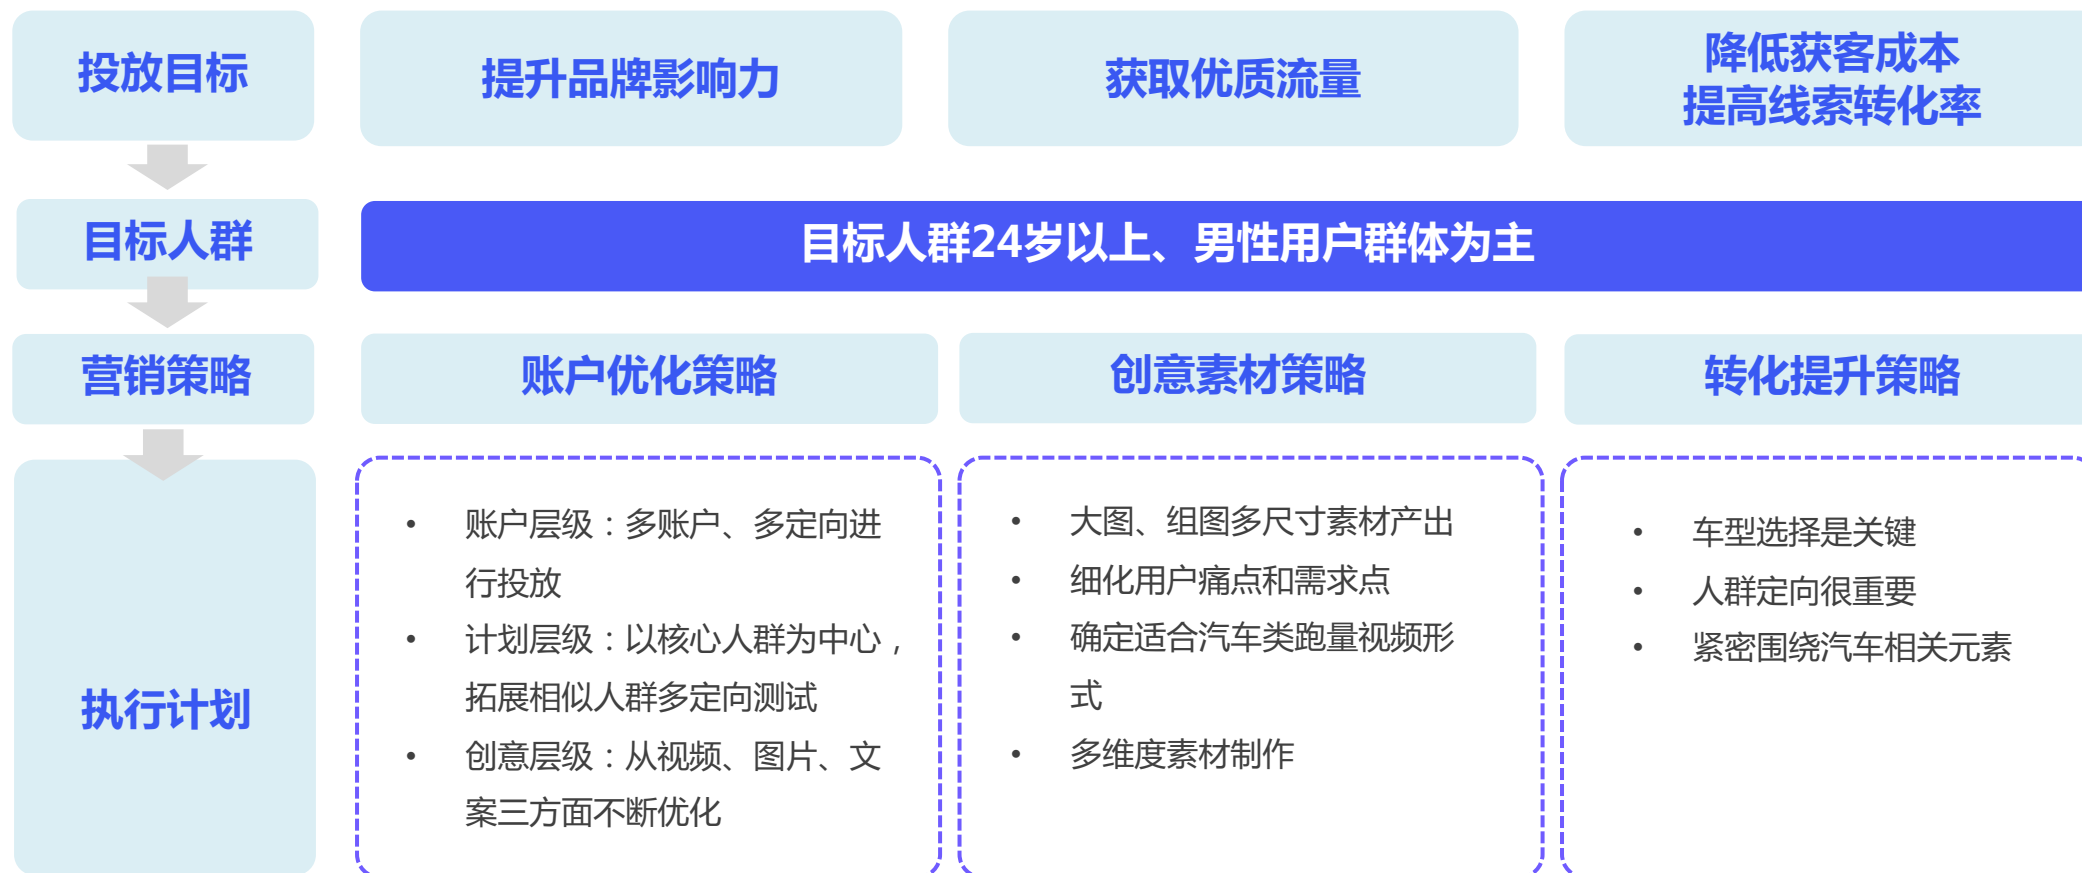 投放目标
提升品牌影响力
获取优质流量
降低获客成本
提高线索转化率
目标人群
目标人群24岁以上、男性用户群体为主
营销策略
账户优化策略
创意素材策略
转化提升策略
执行计划
• 账户层级：多账户、多定向进
行投放
• 计划层级：以核心人群为中心，
拓展相似人群多定向测试
• 创意层级：从视频、图片、文
案三方面不断优化
• 大图、组图多尺寸素材产出
• 细化用户痛点和需求点
• 确定适合汽车类跑量视频形
式
• 多维度素材制作
• 车型选择是关键
• 人群定向很重要
• 紧密围绕汽车相关元素